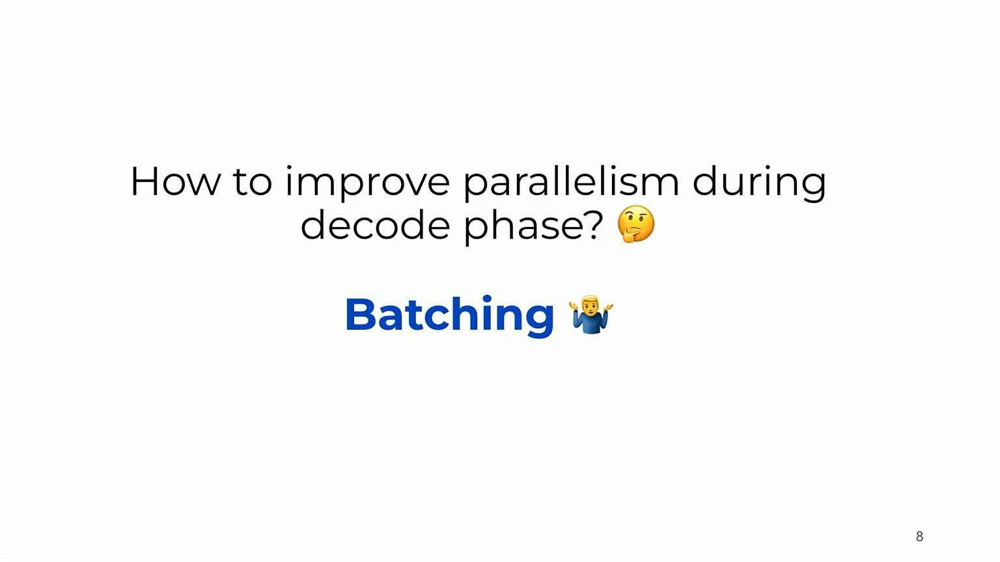 How to improve parallelism during
decode phase? 🤔
Batching 🤷‍♂️
8